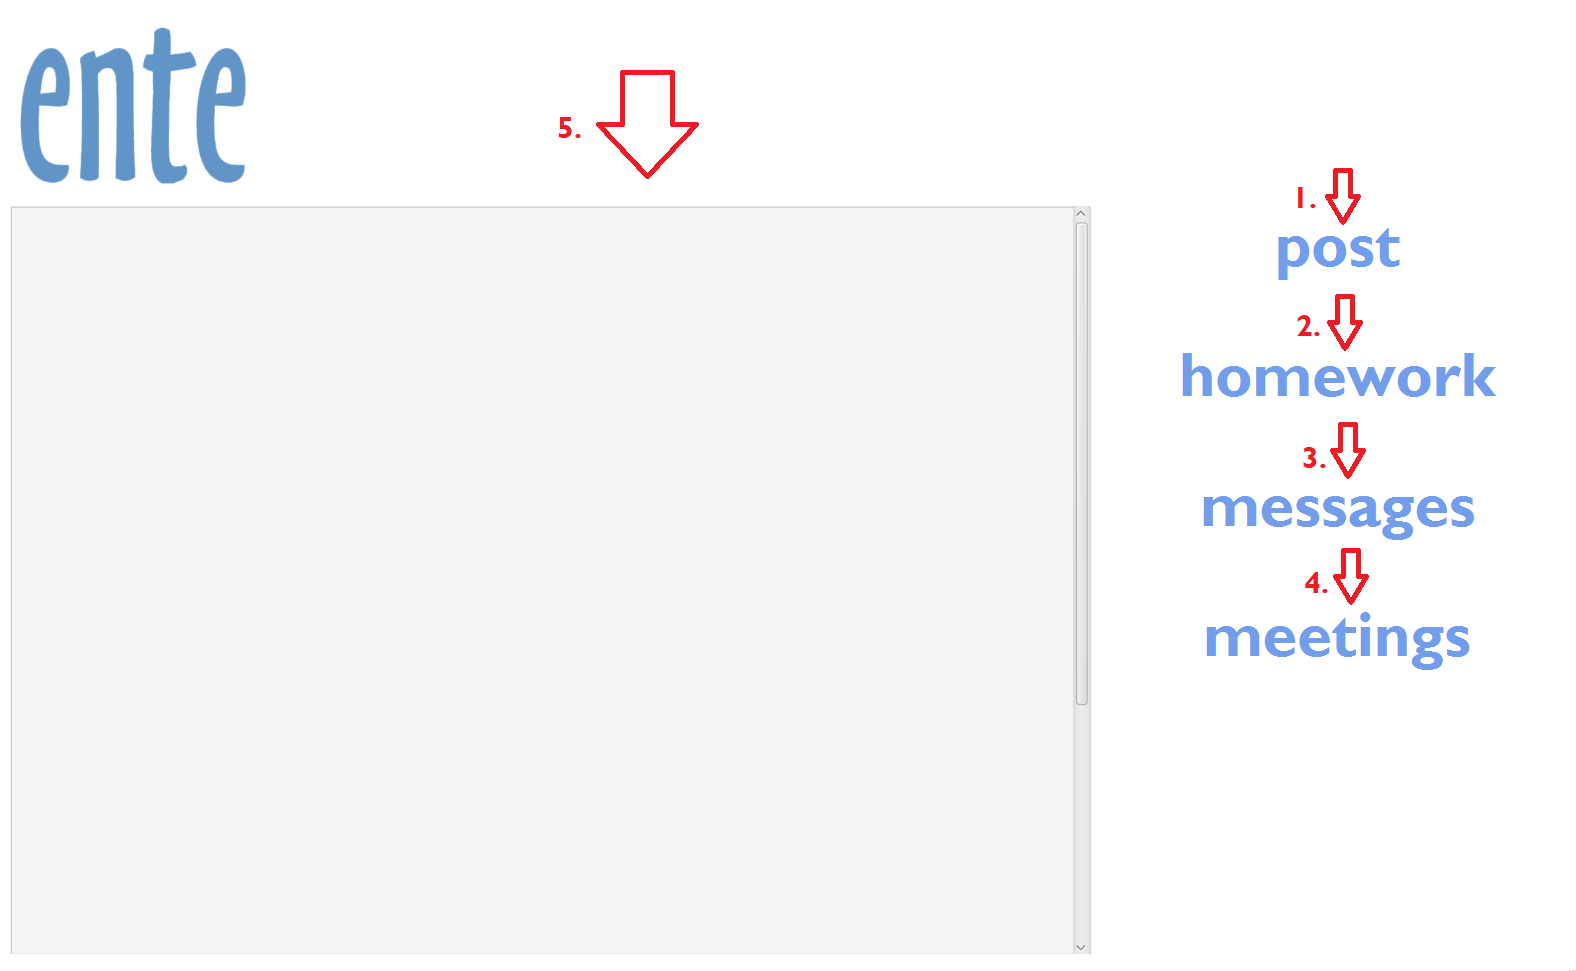 ente
5.
1.
post
2.
homework
3.
messages
4.
meetings